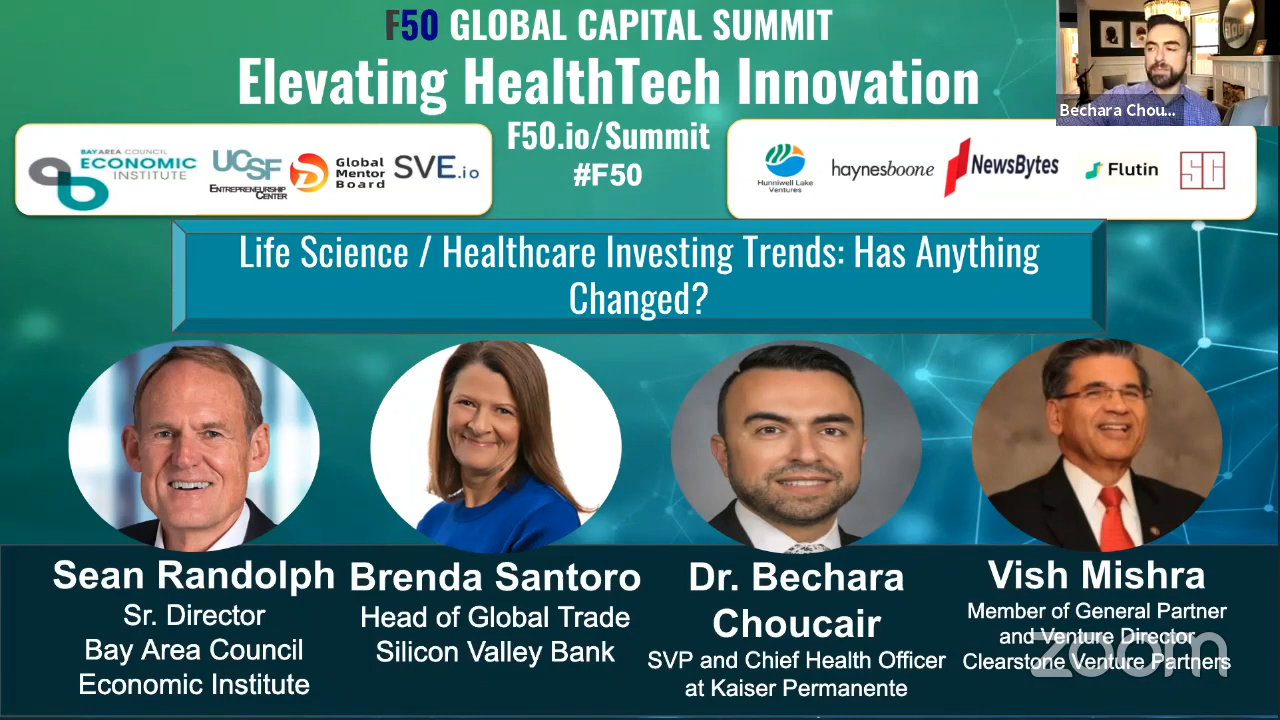 F50 GLOBAL CAPITAL SUMMIT
Elevating HealthTech Innovation
F50.io/Summit
#F50
Bechara Chou...
BAY AREA COUNCIL
ECONOMIC
INSTITUTE
UCSF
ENTREPRENEURSHIP
CENTER
Global
Mentor
Board
SVE.io
Hunniwell Lake
Ventures
haynesboone
NewsBytes
Flutin
SC
Life Science / Healthcare Investing Trends: Has Anything
Changed?
Sean Randolph
Sr. Director
Bay Area Council
Economic Institute
Brenda Santoro
Head of Global Trade
Silicon Valley Bank
Dr. Bechara
Choucair
SVP and Chief Health Officer
at Kaiser Permanente
Vish Mishra
Member of General Partner
and Venture Director
Clearstone Venture Partners
zoom